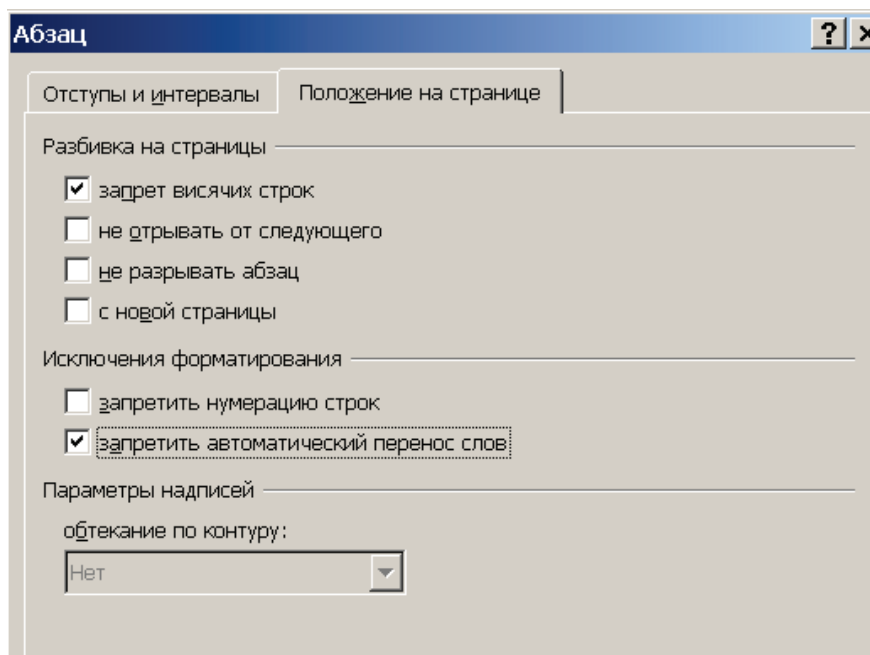 Абзац
Отступы и интервалы
Положение на странице
Разбивка на страницы
запрет висячих строк
не отрывать от следующего
не разрывать абзац
с новой страницы
Исключения форматирования
запретить нумерацию строк
запретить автоматический перенос слов
Параметры надписей
обтекание по контуру:
Нет